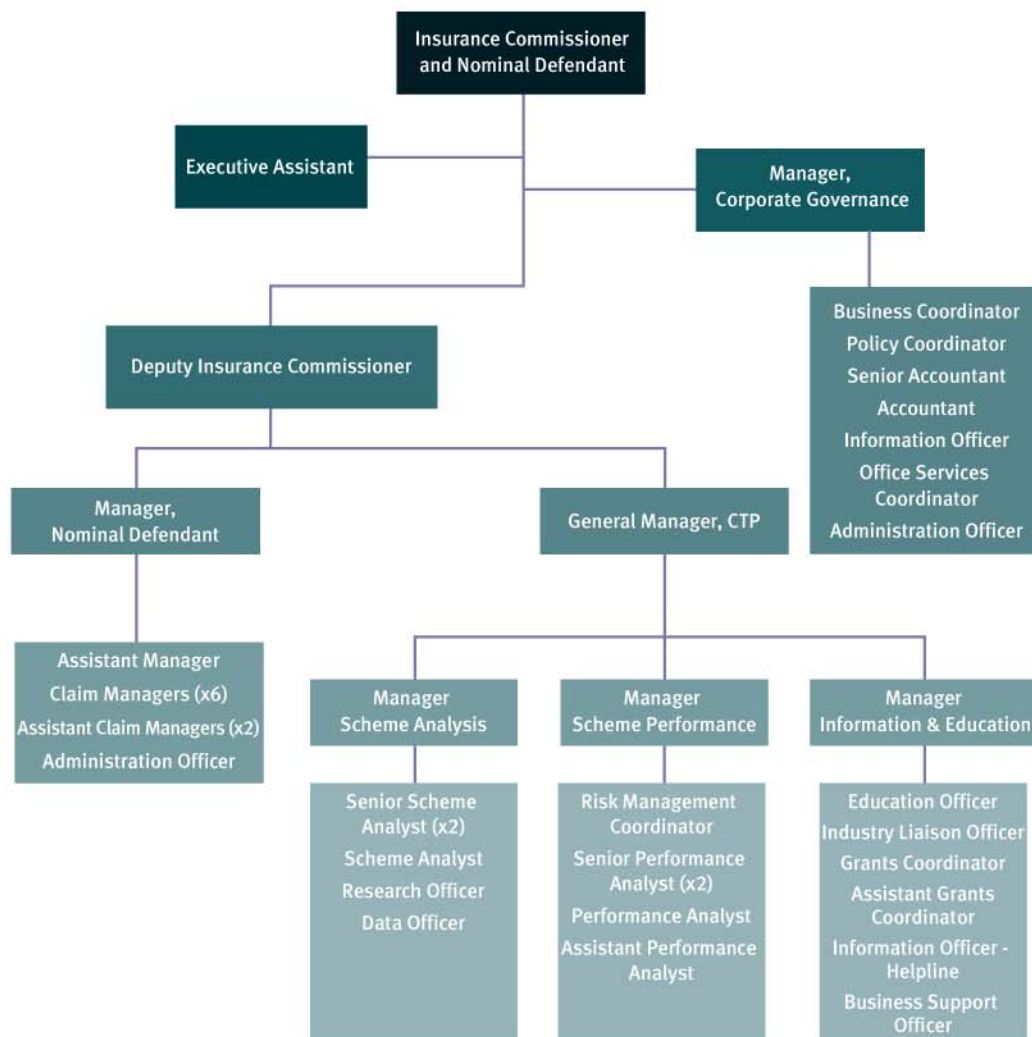 Insurance Commissioner
and Nominal Defendant
Executive Assistant
Manager,
Corporate Governance
Business Coordinator
Policy Coordinator
Senior Accountant
Accountant
Information Officer
Office Services
Coordinator
Administration Officer
Deputy Insurance Commissioner
Manager,
Nominal Defendant
General Manager, CTP
Assistant Manager
Claim Managers (x6)
Assistant Claim Managers (x2)
Administration Officer
Manager
Scheme Analysis
Manager
Scheme Performance
Manager
Information & Education
Senior Scheme
Analyst (x2)
Scheme Analyst
Research Officer
Data Officer
Risk Management
Coordinator
Senior Performance
Analyst (x2)
Performance Analyst
Assistant Performance
Analyst
Education Officer
Industry Liaison Officer
Grants Coordinator
Assistant Grants
Coordinator
Information Officer -
Helpline
Business Support
Officer